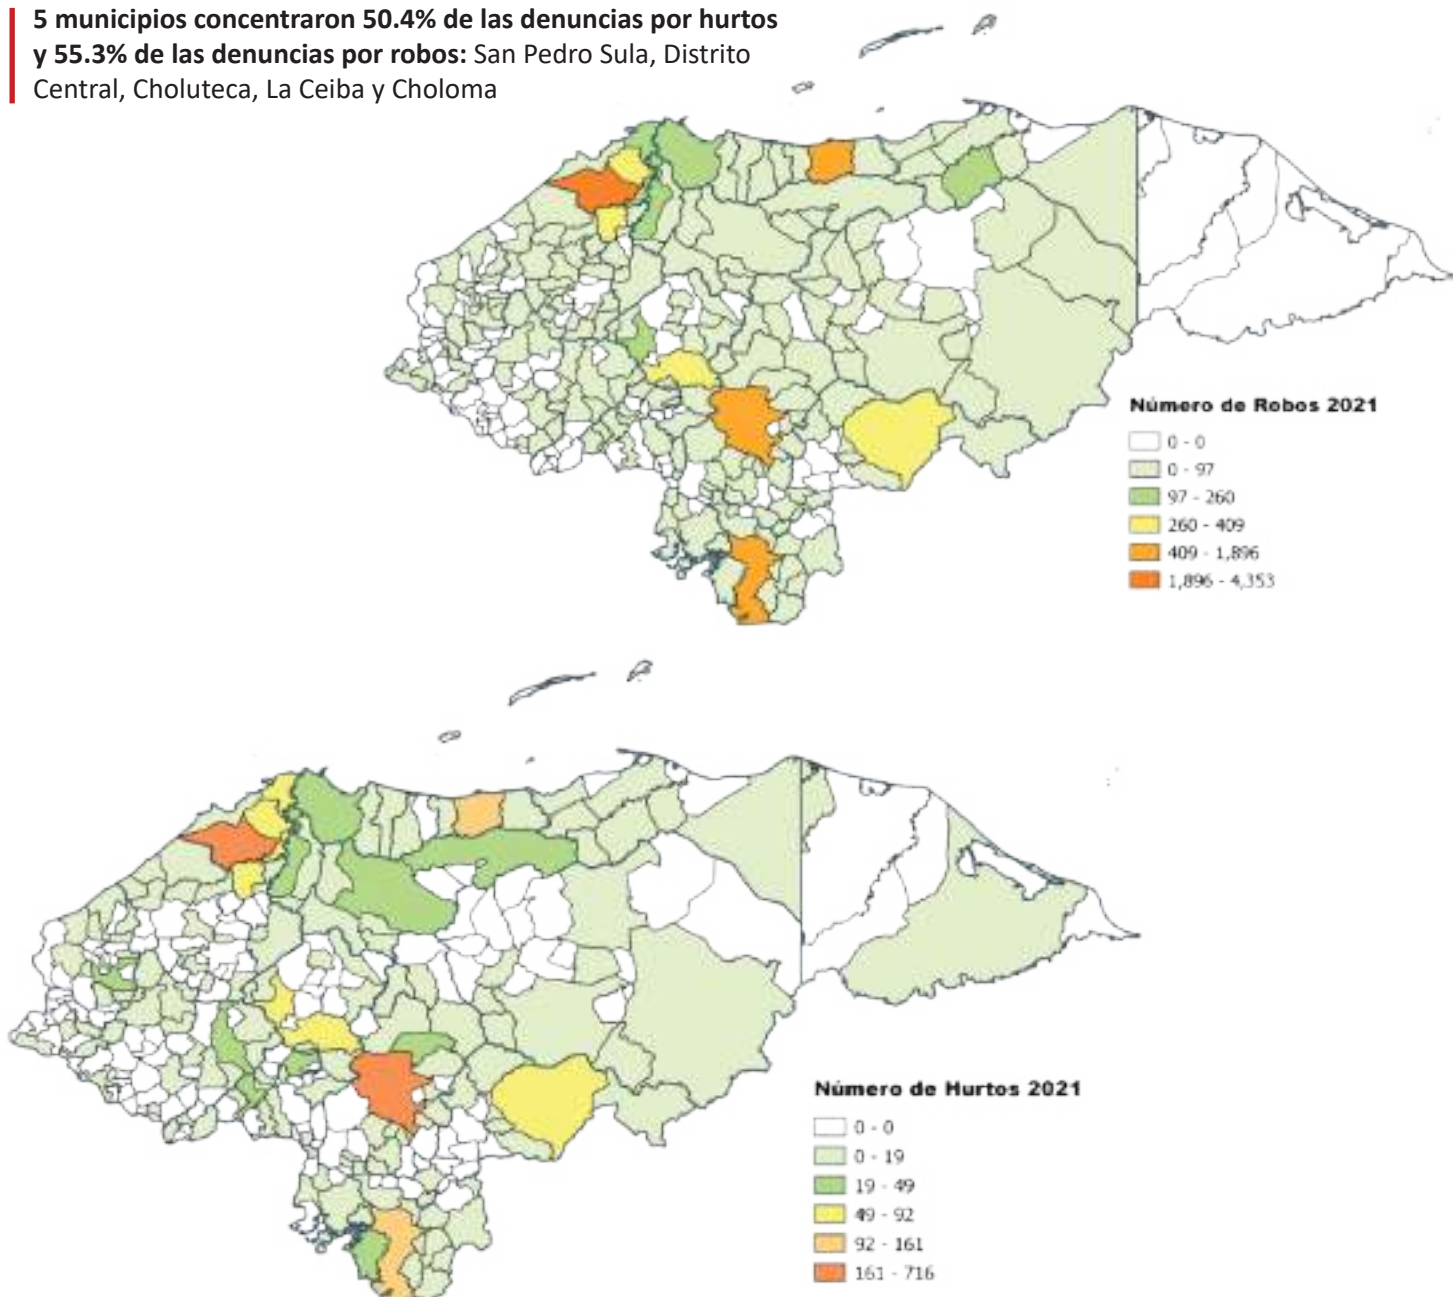 5 municipios concentraron 50.4% de las denuncias por hurtos
y 55.3% de las denuncias por robos: San Pedro Sula, Distrito
Central, Choluteca, La Ceiba y Choloma
Número de Robos 2021
0 - 0
0 - 97
97 - 260
260 - 409
409 - 1,896
1,896 - 4,353
Número de Hurtos 2021
0 - 0
0 - 19
19 - 49
49 - 92
92 - 161
161 - 716